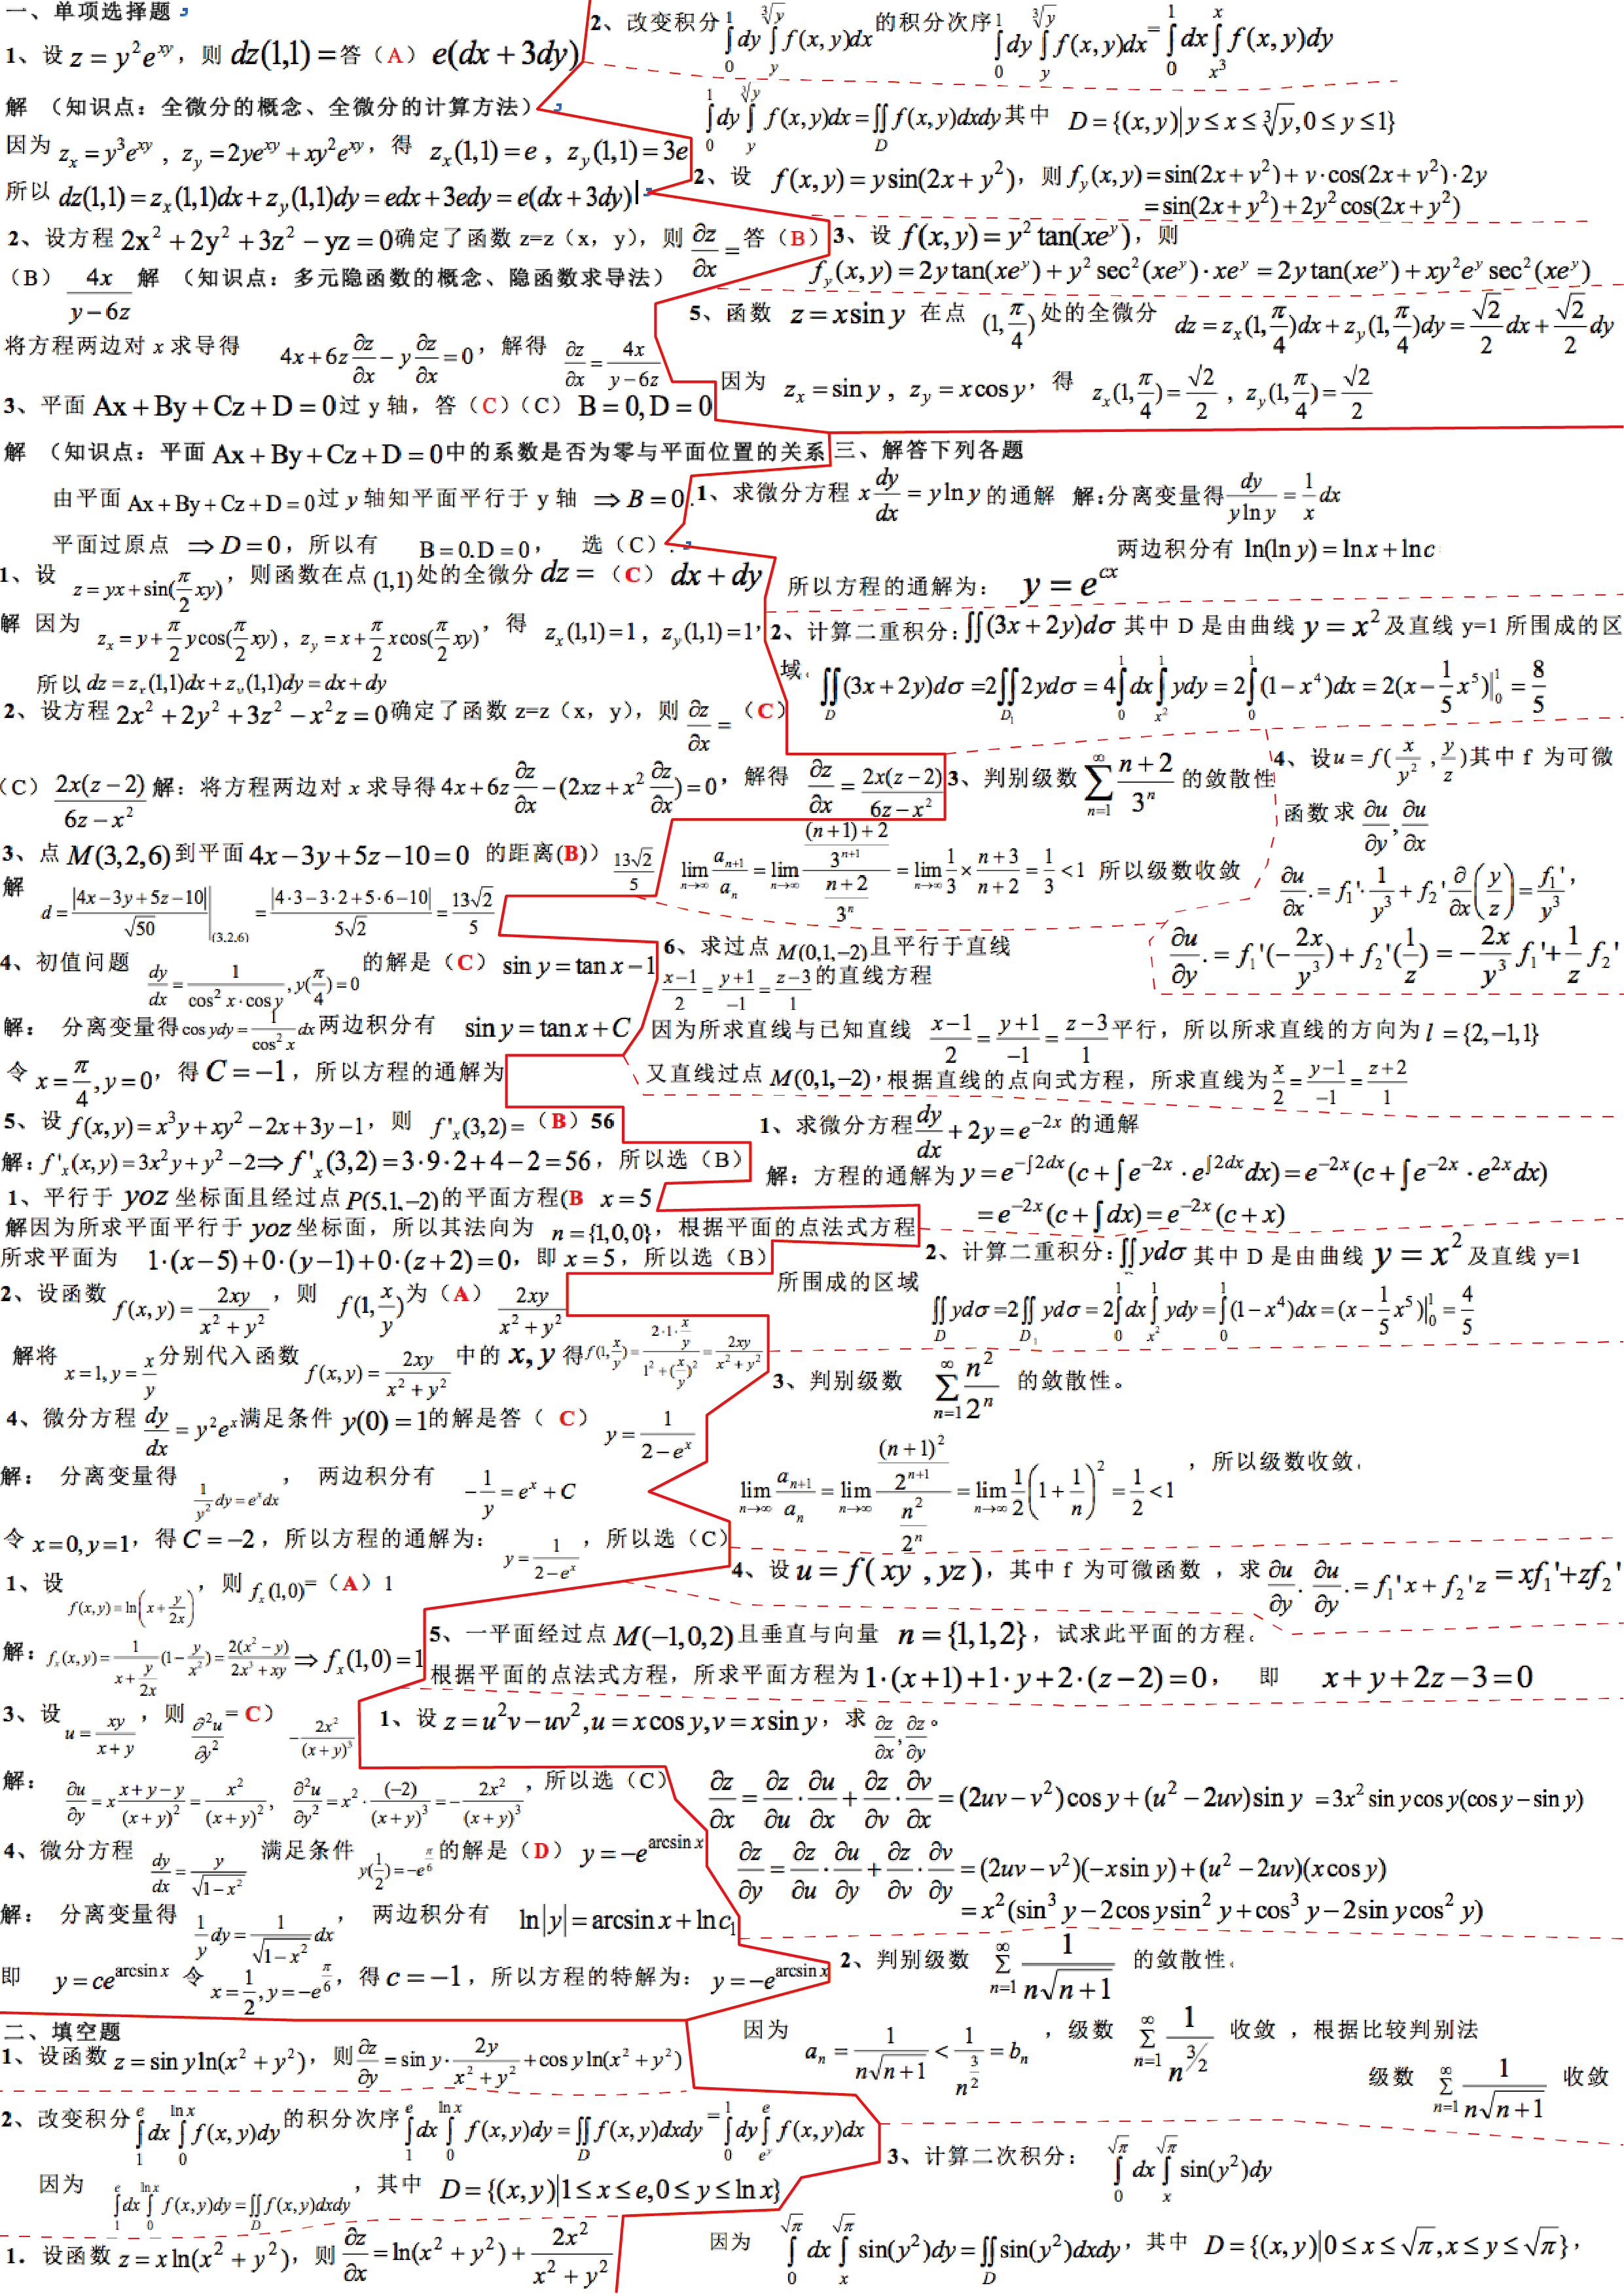 一、单项选择题
1、设 z = y²e^{xy}，则 dz(1,1) = 答（A） e(dx + 3dy)
解 （知识点：全微分的概念、全微分的计算方法）
因为 z_x = y³e^{xy} , z_y = 2ye^{xy} + xy²e^{xy}，得 z_x(1,1) = e , z_y(1,1) = 3e
所以 dz(1,1) = z_x(1,1)dx + z_y(1,1)dy = edx + 3edy = e(dx + 3dy)
2、设方程 2x² + 2y² + 3z² − yz = 0确定了函数 z=z（x，y），则 ∂z/∂x = 答（B）
（B） 4x/(y−6z) 解 （知识点：多元隐函数的概念、隐函数求导法）
将方程两边对 x 求导得 4x + 6z ∂z/∂x − y ∂z/∂x = 0，解得 ∂z/∂x = 4x/(y−6z)
3、平面 Ax + By + Cz + D = 0过 y 轴，答（C）（C） B = 0, D = 0
解 （知识点：平面 Ax + By + Cz + D = 0中的系数是否为零与平面位置的关系
由平面 Ax + By + Cz + D = 0过 y 轴知平面平行于 y 轴 ⇒ B = 0 .
平面过原点 ⇒ D = 0，所以有 B = 0.D = 0， 选（C）.
1、设 z = yx + sin(π/2 xy)，则函数在点 (1,1) 处的全微分 dz = （C） dx + dy
解 因为 z_x = y + π/2 y cos(π/2 xy) , z_y = x + π/2 x cos(π/2 xy)，得 z_x(1,1) = 1 , z_y(1,1) = 1,
所以 dz = z_x(1,1)dx + z_y(1,1)dy = dx + dy
2、设方程 2x² + 2y² + 3z² − x²z = 0确定了函数 z=z（x，y），则 ∂z/∂x = （C）
（C） 2x(z−2)/(6z−x²) 解：将方程两边对 x 求导得 4x + 6z ∂z/∂x − (2xz + x² ∂z/∂x) = 0，解得 ∂z/∂x = 2x(z−2)/(6z−x²)
3、点 M(3,2,6) 到平面 4x − 3y + 5z − 10 = 0 的距离(B)） 13√2/5
解
d = |4x−3y+5z−10|/√50 |(3,2,6) = |4·3−3·2+5·6−10|/(5√2) = 13√2/5
4、初值问题 dy/dx = 1/(cos² x·cos y), y(π/4) = 0 的解是（C） sin y = tan x − 1
解： 分离变量得 cos ydy = 1/cos² x dx 两边积分有 sin y = tan x + C
令 x = π/4, y = 0，得 C = −1，所以方程的通解为
5、设 f(x,y) = x³y + xy² − 2x + 3y − 1，则 f'_x(3,2) = （B）56
解：f'_x(x,y) = 3x²y + y² − 2 ⇒ f'_x(3,2) = 3·9·2 + 4 − 2 = 56，所以选（B）
1、平行于 yoz 坐标面且经过点 P(5,1,−2) 的平面方程(B x = 5
解因为所求平面平行于 yoz 坐标面，所以其法向为 n = {1,0,0}，根据平面的点法式方程
所求平面为 1·(x−5)+0·(y−1)+0·(z+2)=0，即 x = 5，所以选（B）
2、设函数 f(x,y) = 2xy/(x²+y²)，则 f(1, x/y) 为（A） 2xy/(x²+y²)
解将 x = 1, y = x/y 分别代入函数 f(x,y) = 2xy/(x²+y²) 中的 x, y 得 f(1, x/y) = (2·1·x/y)/(1²+(x/y)²) = 2xy/(x²+y²)
4、微分方程 dy/dx = y²e^x 满足条件 y(0) = 1的解是答（ C） y = 1/(2−e^x)
解： 分离变量得 1/y² dy = e^x dx， 两边积分有 −1/y = e^x + C
令 x = 0, y = 1，得 C = −2，所以方程的通解为： y = 1/(2−e^x)，所以选（C）
1、设 f(x,y) = ln(x + y/2x)，则 f_x(1,0)=（A）1
解：f_x(x,y) = 1/(x + y/2x) (1 − y/x²) = 2(x²−y)/(2x³+xy) ⇒ f_x(1,0) = 1
3、设 u = xy/(x+y)，则 ∂²u/∂y² = C） −2x²/(x+y)³
解： ∂u/∂y = x (x+y−y)/(x+y)² = x²/(x+y)², ∂²u/∂y² = x²·(−2)/(x+y)³ = −2x²/(x+y)³，所以选（C）
4、微分方程 dy/dx = y/√(1−x²) 满足条件 y(1/2) = −e^{π/6} 的解是（D） y = −e^{arcsin x}
解： 分离变量得 1/y dy = 1/√(1−x²) dx， 两边积分有 ln|y| = arcsin x + ln c₁
即 y = ce^{arcsin x} 令 x = 1/2, y = −e^{π/6}，得 c = −1，所以方程的特解为： y = −e^{arcsin x}
二、填空题
1、设函数 z = sin y ln(x² + y²)，则 ∂z/∂y = sin y · 2y/(x²+y²) + cos y ln(x² + y²)
2、改变积分 ∫₁^e dx ∫₀^{ln x} f(x,y)dy 的积分次序 ∫₁^e dx ∫₀^{ln x} f(x,y)dy = ∬_D f(x,y)dxdy = ∫₀¹ dy ∫_{e^y}^e f(x,y)dx
因为 ∫₁^e dx ∫₀^{ln x} f(x,y)dy = ∬_D f(x,y)dxdy，其中 D = {(x,y)|1 ≤ x ≤ e, 0 ≤ y ≤ ln x}
1. 设函数 z = x ln(x² + y²)，则 ∂z/∂x = ln(x² + y²) + 2x²/(x²+y²)
2、改变积分 ∫₀¹ dy ∫_y^{∛y} f(x,y)dx 的积分次序 ∫₀¹ dy ∫_y^{∛y} f(x,y)dx = ∫₀¹ dx ∫_{x³}^x f(x,y)dy
∫₀¹ dy ∫_y^{∛y} f(x,y)dx = ∬_D f(x,y)dxdy 其中 D = {(x,y)|y ≤ x ≤ ∛y, 0 ≤ y ≤ 1}
2、设 f(x,y) = y sin(2x + y²)，则 f_y(x,y) = sin(2x + y²) + y·cos(2x + y²)·2y
= sin(2x + y²) + 2y² cos(2x + y²)
3、设 f(x,y) = y² tan(xe^y)，则
f_y(x,y) = 2y tan(xe^y) + y² sec²(xe^y)·xe^y = 2y tan(xe^y) + xy²e^y sec²(xe^y)
5、函数 z = x sin y 在点 (1, π/4) 处的全微分 dz = z_x(1, π/4)dx + z_y(1, π/4)dy = √2/2 dx + √2/2 dy
因为 z_x = sin y , z_y = x cos y，得 z_x(1, π/4) = √2/2 , z_y(1, π/4) = √2/2
三、解答下列各题
1、求微分方程 x dy/dx = y ln y 的通解 解:分离变量得 dy/(y ln y) = 1/x dx
两边积分有 ln(ln y) = ln x + ln c
所以方程的通解为： y = e^{cx}
2、计算二重积分：∬(3x + 2y)dσ 其中 D 是由曲线 y = x² 及直线 y=1 所围成的区
域. ∬_D (3x + 2y)dσ = 2∬_{D₁} 2ydσ = 4∫₀¹ dx ∫_{x²}¹ ydy = 2∫₀¹ (1 − x⁴)dx = 2(x − 1/5 x⁵)|₀¹ = 8/5
3、判别级数 ∑_{n=1}^∞ (n+2)/3ⁿ 的敛散性
lim_{n→∞} a_{n+1}/a_n = lim_{n→∞} (((n+1)+2)/3^{n+1})/((n+2)/3ⁿ) = lim_{n→∞} 1/3 × (n+3)/(n+2) = 1/3 < 1 所以级数收敛
4、设u = f( x/y² , y/z )其中 f 为可微
函数求 ∂u/∂y, ∂u/∂x
∂u/∂x . = f₁'· 1/y³ + f₂' ∂/∂x (y/z) = f₁'/y³,
∂u/∂y . = f₁'(−2x/y³) + f₂'(1/z) = −2x/y³ f₁' + 1/z f₂'
6、求过点 M(0,1,−2) 且平行于直线
(x−1)/2 = (y+1)/−1 = (z−3)/1 的直线方程
因为所求直线与已知直线 (x−1)/2 = (y+1)/−1 = (z−3)/1 平行，所以所求直线的方向为 l = {2,−1,1}
又直线过点 M(0,1,−2)，根据直线的点向式方程，所求直线为 x/2 = (y−1)/−1 = (z+2)/1
1、求微分方程 dy/dx + 2y = e^{−2x} 的通解
解：方程的通解为 y = e^{−∫2dx}(c + ∫e^{−2x}·e^{∫2dx}dx) = e^{−2x}(c + ∫e^{−2x}·e^{2x}dx)
= e^{−2x}(c + ∫dx) = e^{−2x}(c + x)
2、计算二重积分：∬ydσ 其中 D 是由曲线 y = x² 及直线 y=1
所围成的区域
∬_D ydσ = 2∬_{D₁} ydσ = 2∫₀¹ dx ∫_{x²}¹ ydy = ∫₀¹ (1 − x⁴)dx = (x − 1/5 x⁵)|₀¹ = 4/5
3、判别级数 ∑_{n=1}^∞ n²/2ⁿ 的敛散性。
lim_{n→∞} a_{n+1}/a_n = lim_{n→∞} ((n+1)²/2^{n+1})/(n²/2ⁿ) = lim_{n→∞} 1/2 (1 + 1/n)² = 1/2 < 1 ，所以级数收敛.
4、设 u = f( xy , yz )，其中 f 为可微函数 ，求 ∂u/∂y . ∂u/∂y . = f₁'x + f₂'z = xf₁'+zf₂'
5、一平面经过点 M(−1,0,2) 且垂直与向量 n = {1,1,2}，试求此平面的方程。
根据平面的点法式方程，所求平面方程为 1·(x+1)+1·y+2·(z−2)=0， 即 x + y + 2z − 3 = 0
1、设 z = u²v − uv², u = x cos y, v = x sin y，求 ∂z/∂x, ∂z/∂y 。
∂z/∂x = ∂z/∂u · ∂u/∂x + ∂z/∂v · ∂v/∂x = (2uv − v²) cos y + (u² − 2uv) sin y = 3x² sin y cos y(cos y − sin y)
∂z/∂y = ∂z/∂u · ∂u/∂y + ∂z/∂v · ∂v/∂y = (2uv − v²)(−x sin y) + (u² − 2uv)(x cos y)
= x²(sin³ y − 2cos y sin² y + cos³ y − 2sin y cos² y)
2、判别级数 ∑_{n=1}^∞ 1/(n√(n+1)) 的敛散性.
因为 a_n = 1/(n√(n+1)) < 1/n^{3/2} = b_n ，级数 ∑_{n=1}^∞ 1/n^{3/2} 收敛 ，根据比较判别法
级数 ∑_{n=1}^∞ 1/(n√(n+1)) 收敛
3、计算二次积分： ∫₀^{√π} dx ∫_x^{√π} sin(y²)dy
因为 ∫₀^{√π} dx ∫_x^{√π} sin(y²)dy = ∬_D sin(y²)dxdy，其中 D = {(x,y)|0 ≤ x ≤ √π, x ≤ y ≤ √π}，